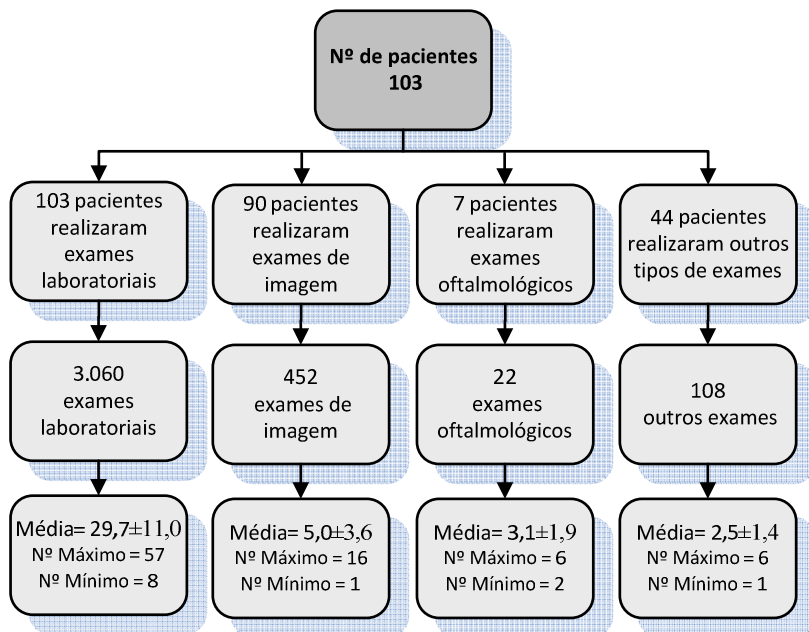 Nº de pacientes
103
103 pacientes
realizaram
exames
laboratoriais
90 pacientes
realizaram
exames de
imagem
7 pacientes
realizaram
exames
oftalmológicos
44 pacientes
realizaram outros
tipos de exames
3.060
exames
laboratoriais
452
exames de
imagem
22
exames
oftalmológicos
108
outros exames
Média= 29,7±11,0
Nº Máximo = 57
Nº Mínimo = 8
Média= 5,0±3,6
Nº Máximo = 16
Nº Mínimo = 1
Média= 3,1±1,9
Nº Máximo = 6
Nº Mínimo = 2
Média= 2,5±1,4
Nº Máximo = 6
Nº Mínimo = 1